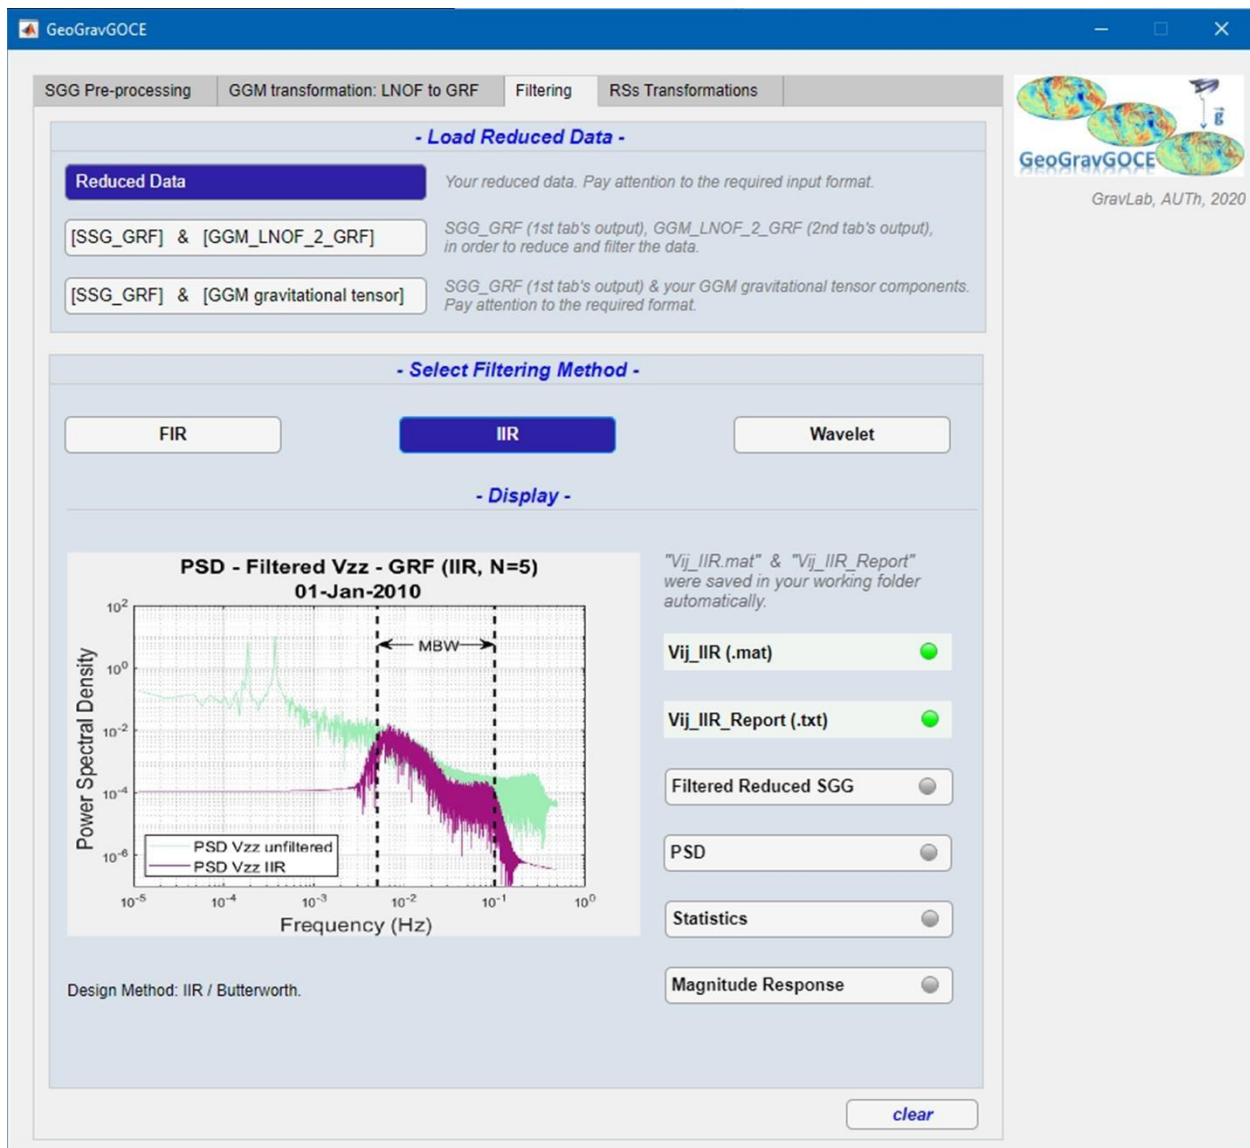 GeoGravGOCE
SGG Pre-processing
GGM transformation: LNOF to GRF
Filtering
RSs Transformations
g
GeoGravGOCE
GravLab, AUTh, 2020
- Load Reduced Data -
Reduced Data
Your reduced data. Pay attention to the required input format.
[SSG_GRF] & [GGM_LNOF_2_GRF]
SGG_GRF (1st tab's output), GGM_LNOF_2_GRF (2nd tab's output),
in order to reduce and filter the data.
[SSG_GRF] & [GGM gravitational tensor]
SGG_GRF (1st tab's output) & your GGM gravitational tensor components.
Pay attention to the required format.
- Select Filtering Method -
FIR
IIR
Wavelet
- Display -
PSD - Filtered Vzz - GRF (IIR, N=5)
01-Jan-2010
Power Spectral Density
10^2
10^0
10^-2
10^-4
10^-6
MBW
PSD Vzz unfiltered
PSD Vzz IIR
10^-5
10^-4
10^-3
10^-2
10^-1
10^0
Frequency (Hz)
Design Method: IIR / Butterworth.
"Vij_IIR.mat" & "Vij_IIR_Report"
were saved in your working folder
automatically.
Vij_IIR (.mat)
Vij_IIR_Report (.txt)
Filtered Reduced SGG
PSD
Statistics
Magnitude Response
clear